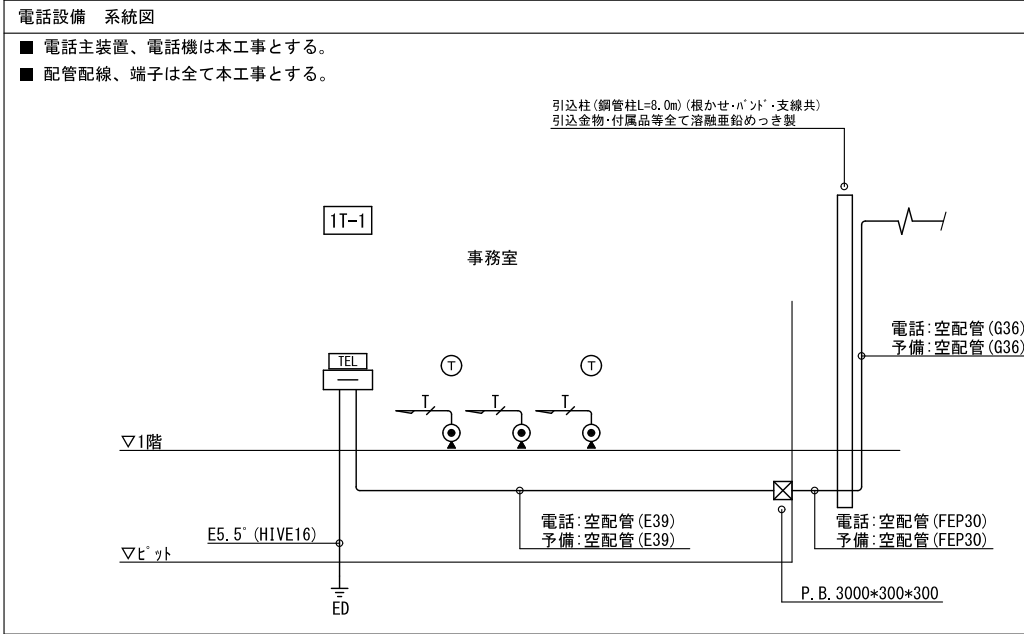 電話設備　系統図
■ 電話主装置、電話機は本工事とする。
■ 配管配線、端子は全て本工事とする。
引込柱(鋼管柱L=8.0m)(根かせ・ﾊﾞﾝﾄﾞ・支線共)
引込金物・付属品等全て溶融亜鉛めっき製
1T-1
事務室
電話:空配管(G36)
予備:空配管(G36)
TEL
T
T
T
T
T
▽1階
電話:空配管(E39)
予備:空配管(E39)
電話:空配管(FEP30)
予備:空配管(FEP30)
E5.5ﾟ(HIVE16)
▽ﾋﾟｯﾄ
P.B.3000*300*300
ED